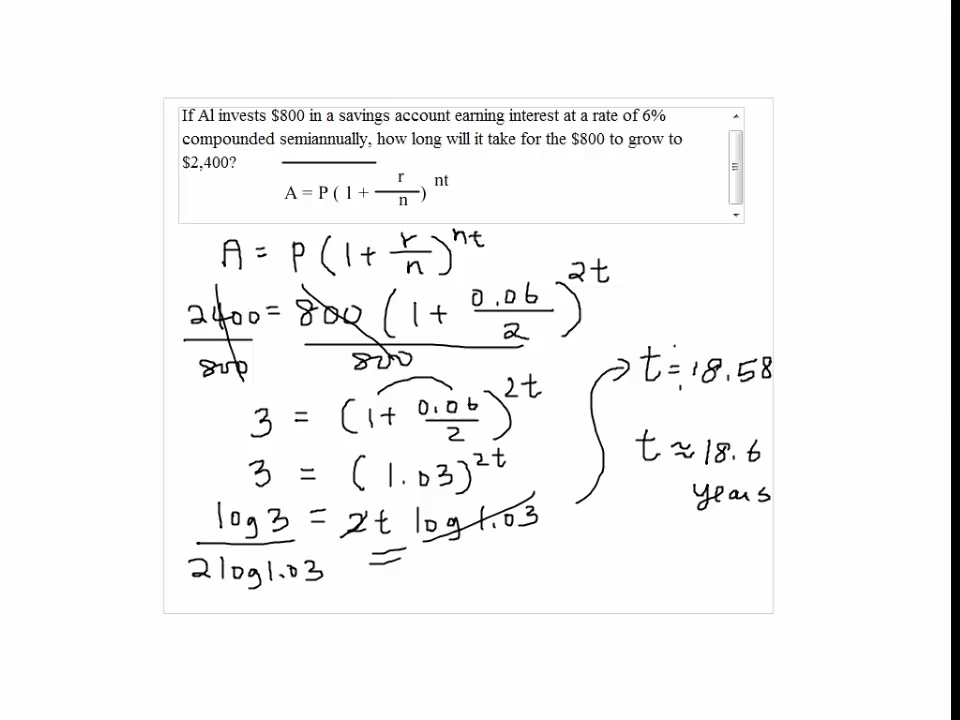 If Al invests $800 in a savings account earning interest at a rate of 6%
compounded semiannually, how long will it take for the $800 to grow to
$2,400?
A = P ( 1 + r/n ) nt
A = P (1 + r/n)^nt
2400/800 = 800/800 (1 + 0.06/2)^2t
3 = (1 + 0.06/2)^2t
3 = (1.03)^2t
log 3 / 2 log 1.03 = 2t log 1.03
t = 18.58
t ≈ 18.6
years